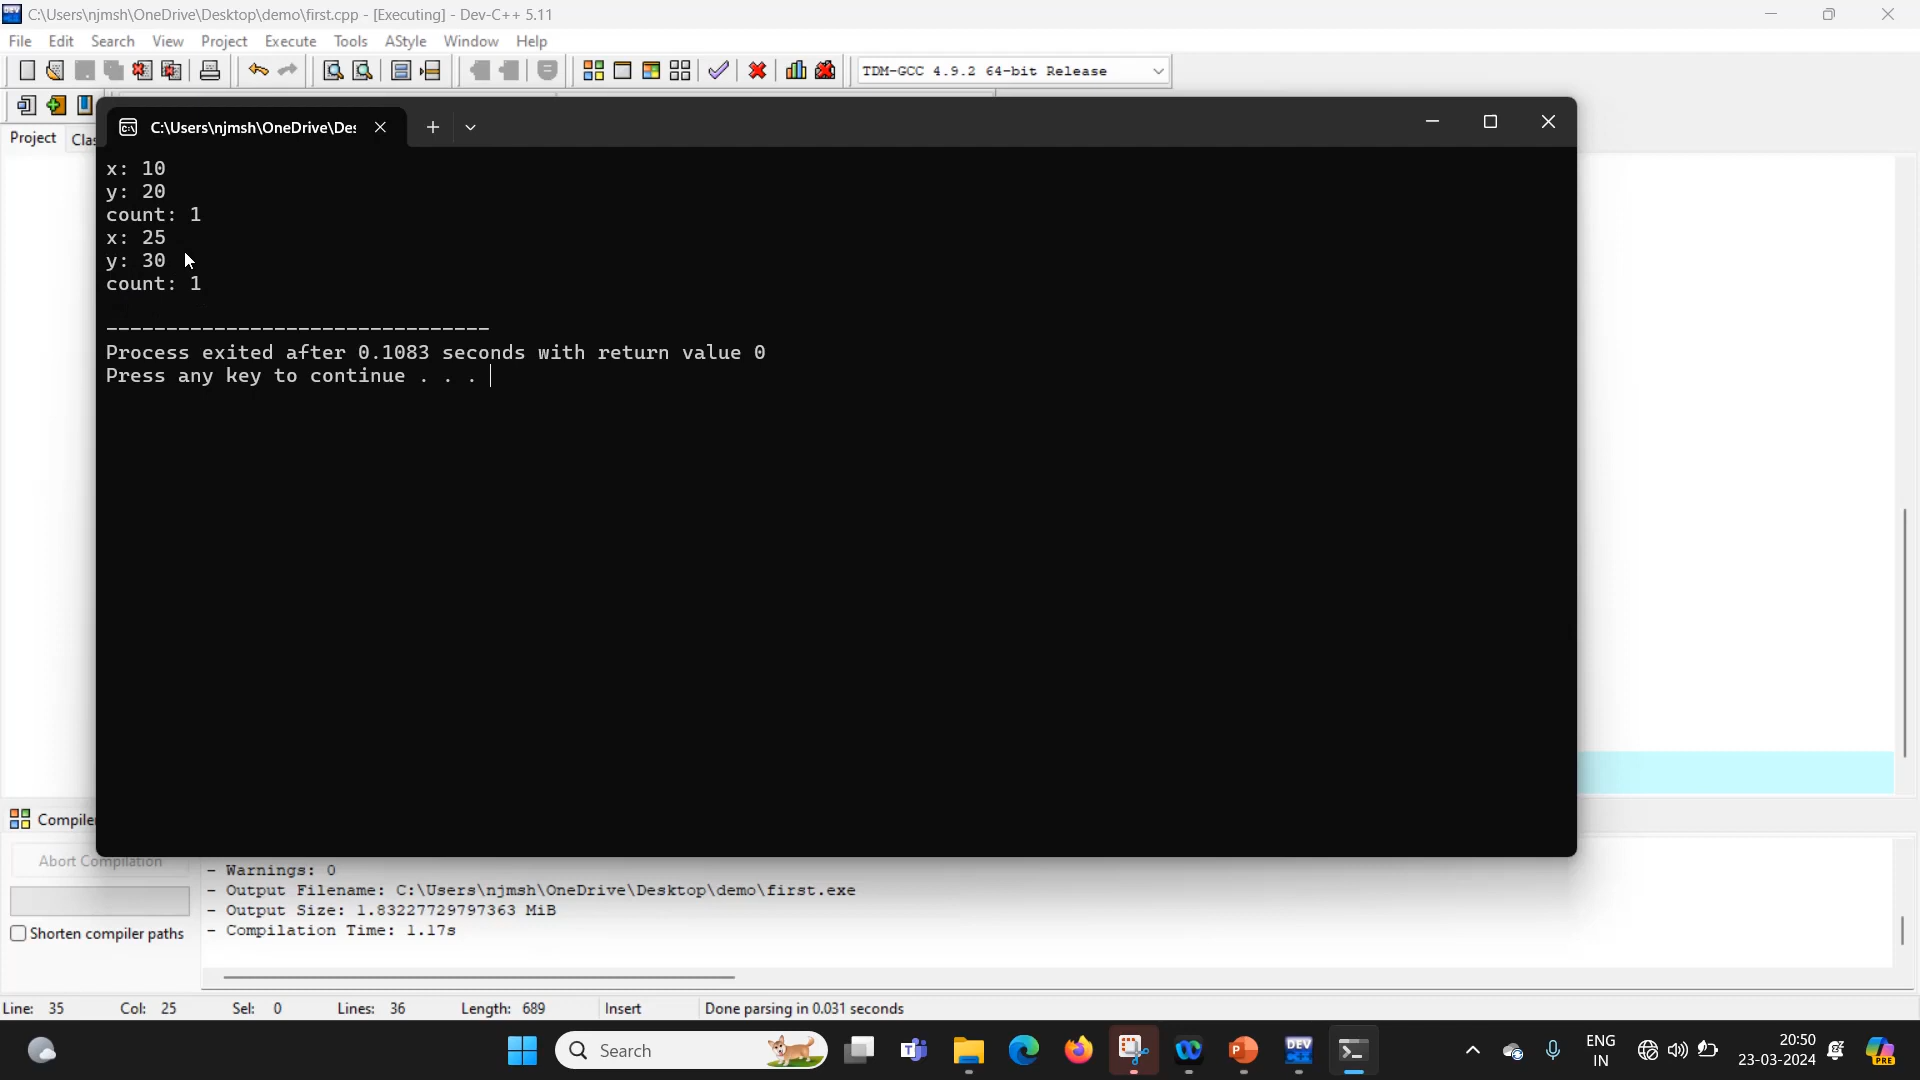 C:\Users\njmsh\OneDrive\Desktop\demo\first.cpp - [Executing] - Dev-C++ 5.11
File Edit Search View Project Execute Tools AStyle Window Help
TDM-GCC 4.9.2 64-bit Release
Project
C:\Users\njmsh\OneDrive\Des
x: 10
y: 20
count: 1
x: 25
y: 30
count: 1
--------------------------------
Process exited after 0.1083 seconds with return value 0
Press any key to continue . . .
Compiler
Abort Compilation
Shorten compiler paths
- Warnings: 0
- Output Filename: C:\Users\njmsh\OneDrive\Desktop\demo\first.exe
- Output Size: 1.83227729797363 MiB
- Compilation Time: 1.17s
Line: 35 Col: 25 Sel: 0 Lines: 36 Length: 689 Insert Done parsing in 0.031 seconds
Search
ENG
IN
20:50
23-03-2024